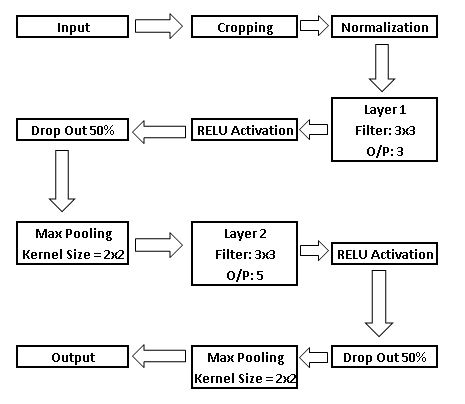 Input
Cropping
Normalization
Layer 1
Filter: 3x3
O/P: 3
RELU Activation
Drop Out 50%
Max Pooling
Kernel Size = 2x2
Layer 2
Filter: 3x3
O/P: 5
RELU Activation
Drop Out 50%
Max Pooling
Kernel Size = 2x2
Output